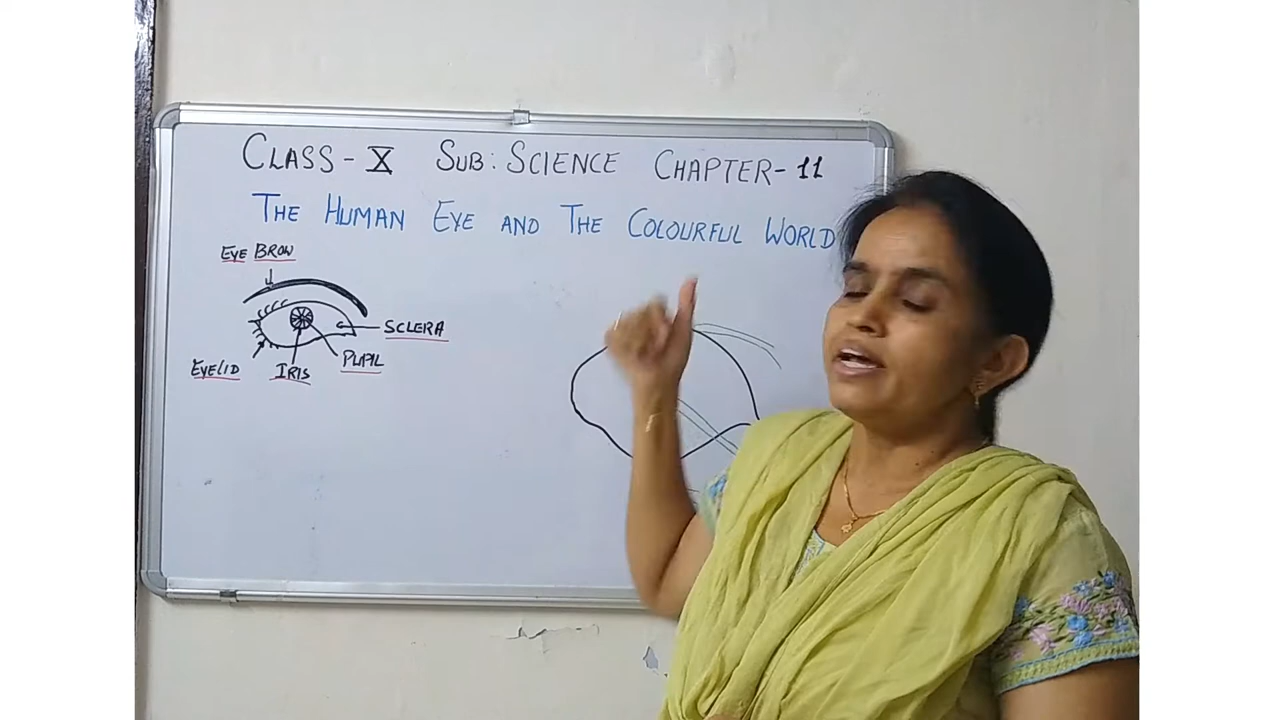 CLASS-X SUB: SCIENCE CHAPTER-11
THE HUMAN EYE AND THE COLOURFUL WORLD
EYE BROW
SCLERA
PUPIL
EYELID
IRIS